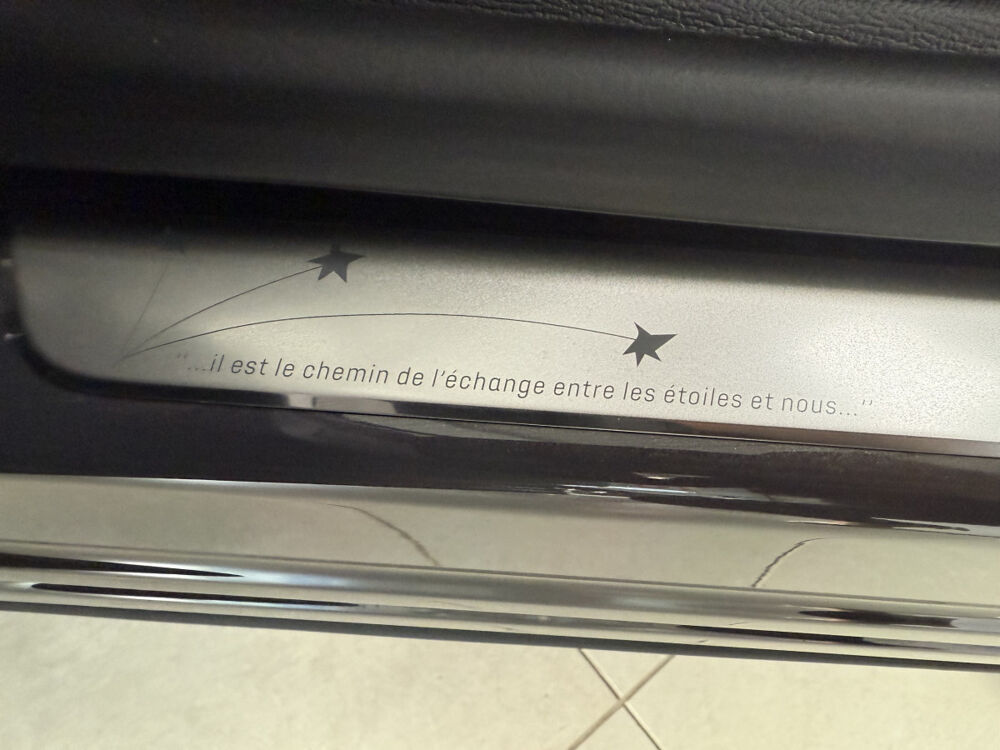 "...il est le chemin de l'échange entre les étoiles et nous..."